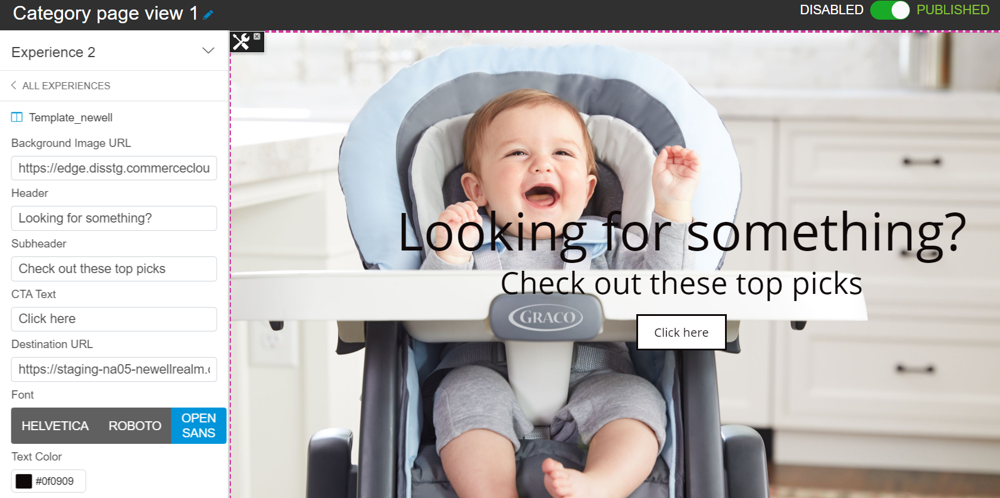 Category page view 1
DISABLED
PUBLISHED
Experience 2
ALL EXPERIENCES
Template_newell
Background Image URL
https://edge.disstg.commerceclou
Header
Looking for something?
Subheader
Check out these top picks
CTA Text
Click here
Destination URL
https://staging-na05-newellrealm.c
Font
HELVETICA
ROBOTO
OPEN
SANS
Text Color
#0f0909
Looking for something?
Check out these top picks
GRACO
Click here